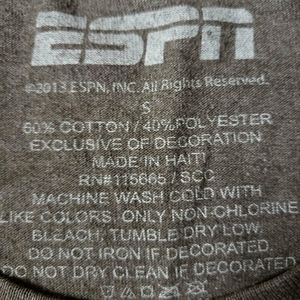 ESPN
©2013 ESPN, INC. All Rights Reserved.
S
60% COTTON / 40% POLYESTER
EXCLUSIVE OF DECORATION
MADE IN HAITI
RN#115665 / SCC
MACHINE WASH COLD WITH
LIKE COLORS, ONLY NON-CHLORINE
BLEACH, TUMBLE DRY LOW.
DO NOT IRON IF DECORATED.
DO NOT DRY CLEAN IF DECORATED.